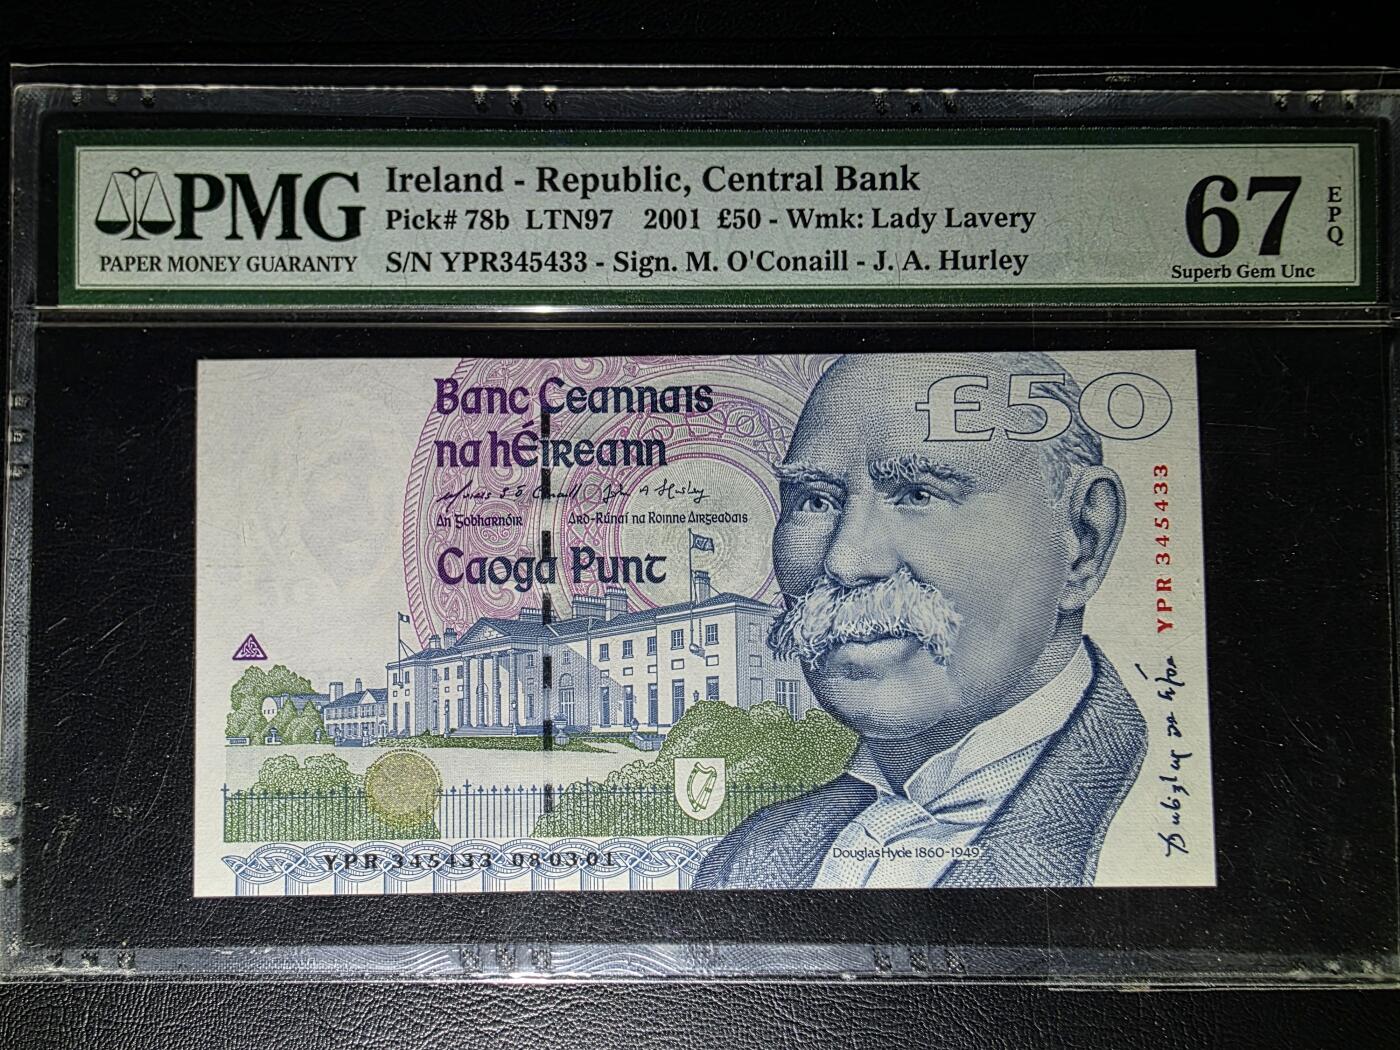 PMG
PAPER MONEY GUARANTY
Ireland - Republic, Central Bank
Pick# 78b LTN97 2001 £50 - Wmk: Lady Lavery
S/N YPR345433 - Sign. M. O'Conaill - J. A. Hurley
67
EPQ
Superb Gem Unc
£50
Banc Ceannais
na hÉireann
An Gobharnóir
Ard-Rúnaí na Roinne Airgeadais
Caoga Punt
YPR 345433
YPR 345433 08 03 01
Douglas Hyde 1860-1949